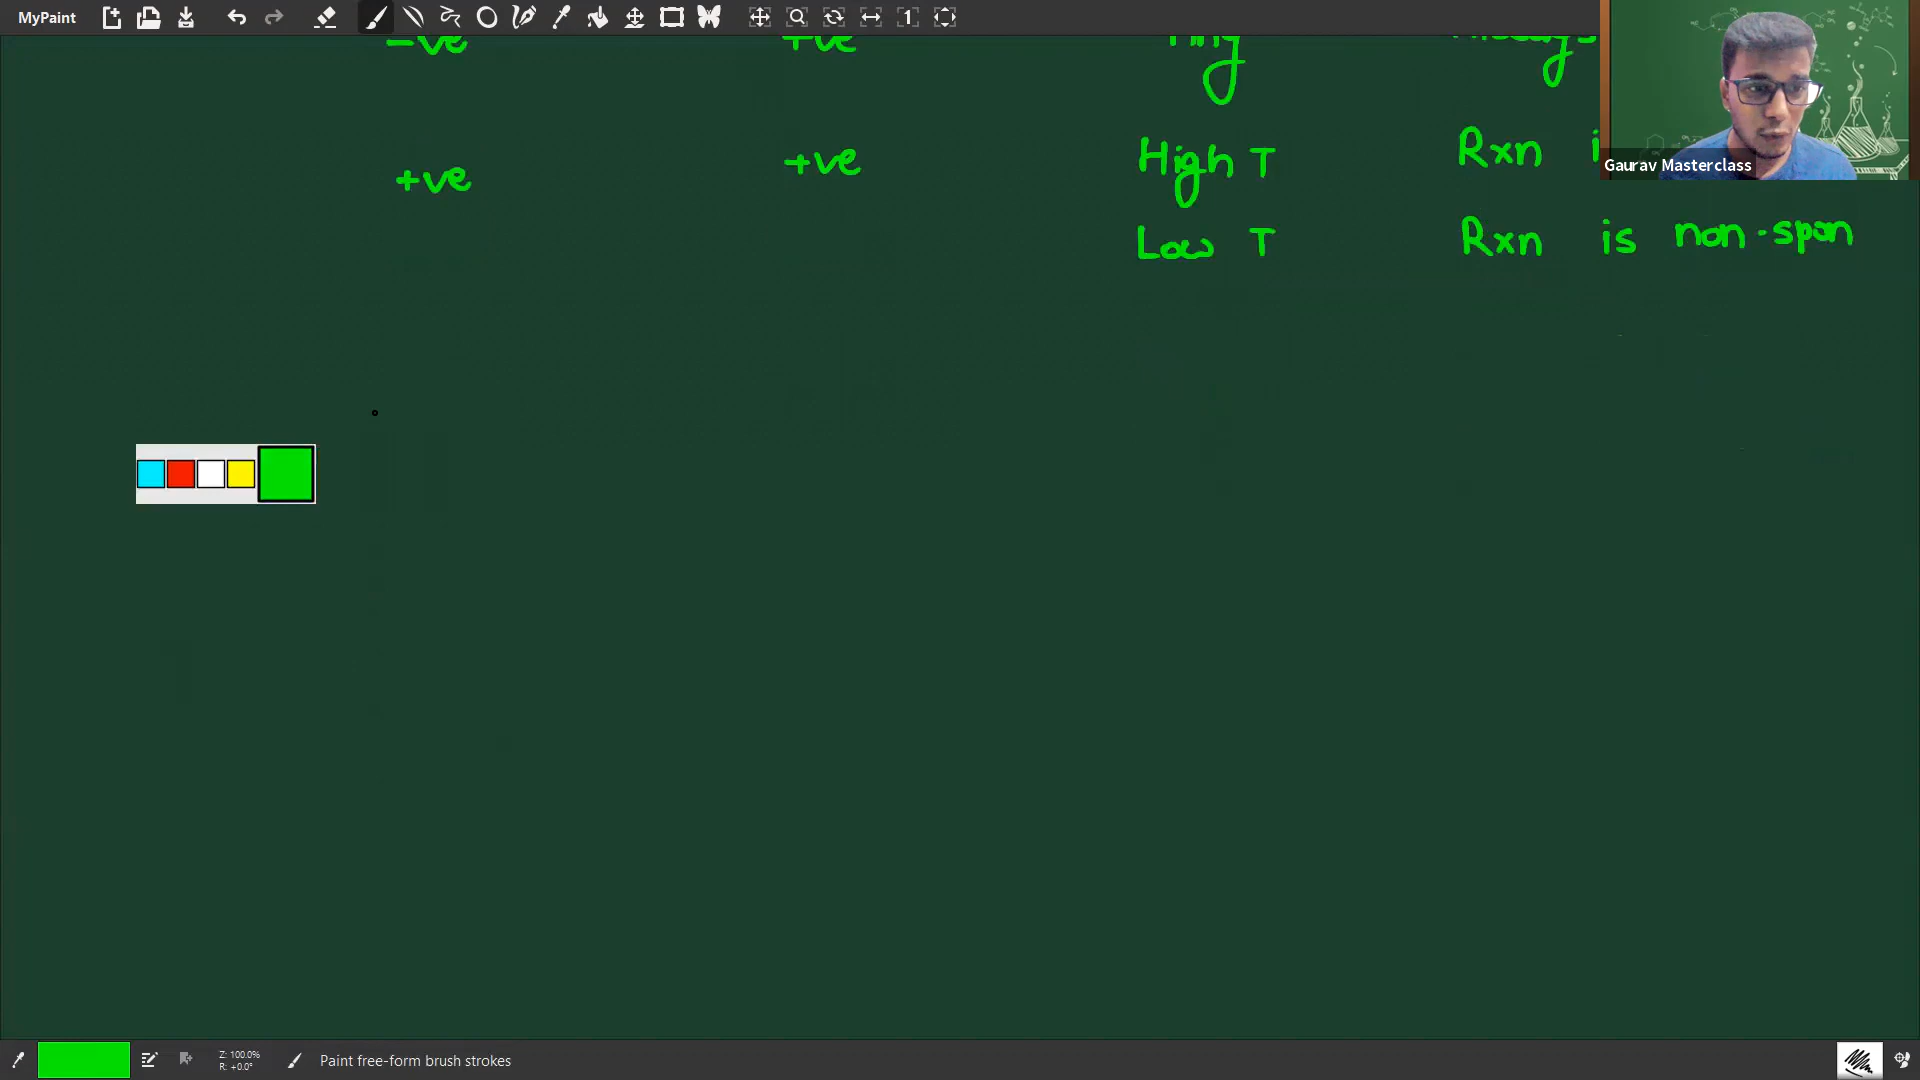 MyPaint
-ve +ve Any
+ve +ve High T Rxn
Gaurav Masterclass
Low T Rxn is non-spon
Z: 100.0%
R: +0.0°
Paint free-form brush strokes